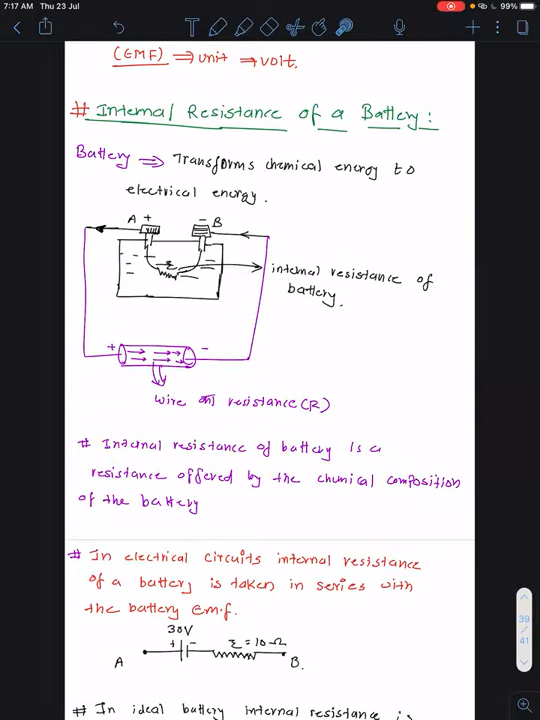 7:17 AM Thu 23 Jul
99%
(EMF) ⇒ unit → volt.
# Internal Resistance of a Battery:
Battery ⇒ Transforms chemical energy to
electrical energy.
A + - B
internal resistance of
battery.
+ -
wire resistance (R)
# Internal resistance of battery is a
resistance offered by the chemical composition
of the battery
# In electrical circuits internal resistance
of a battery is taken in series with
the battery e.m.f.
30V
+ - = 10 Ω
A B.
# In ideal battery internal resistance is
39
41